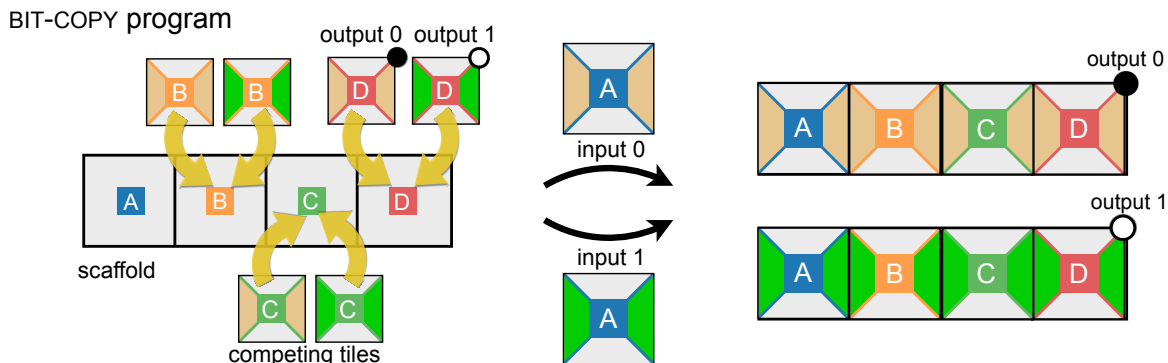 BIT-COPY program
output 0 output 1
B B D D
A B C D
scaffold
C C
competing tiles
A
input 0
input 1
A
output 0
A B C D
output 1
A B C D